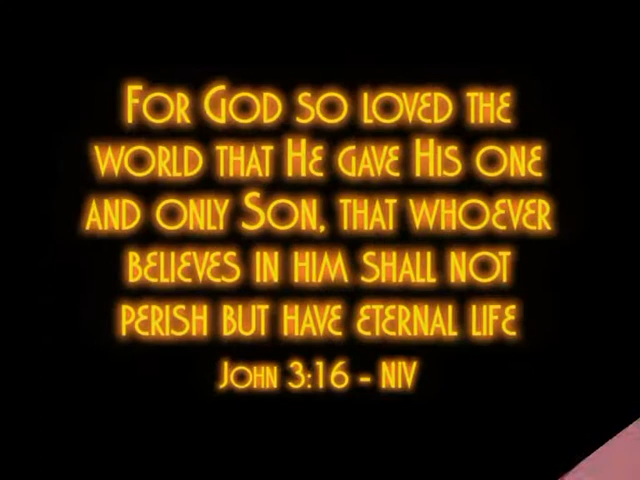 For God so loved the
world that He gave His one
and only Son, that whoever
believes in him shall not
perish but have eternal life
John 3:16 - NIV